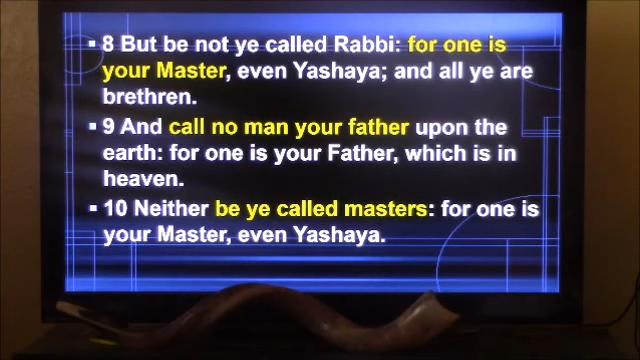 ▪ 8 But be not ye called Rabbi: for one is
your Master, even Yashaya; and all ye are
brethren.
▪ 9 And call no man your father upon the
earth: for one is your Father, which is in
heaven.
▪ 10 Neither be ye called masters: for one is
your Master, even Yashaya.